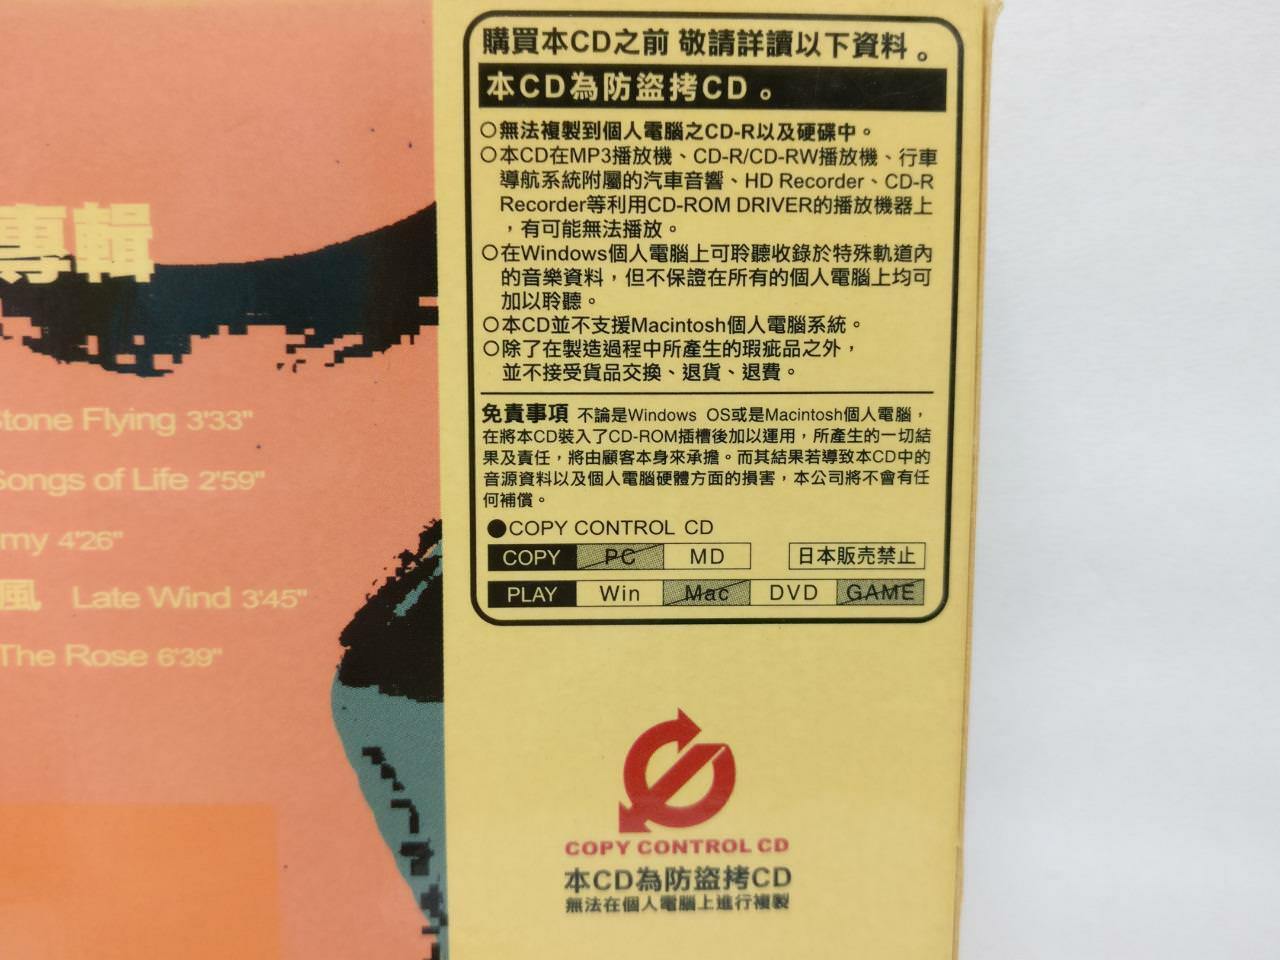 專輯
Stone Flying 3'33"
Songs of Life 2'59"
my 4'26"
風 Late Wind 3'45"
The Rose 6'39"
購買本CD之前 敬請詳讀以下資料。
本CD為防盜拷CD。
○無法複製到個人電腦之CD-R以及硬碟中。
○本CD在MP3播放機、CD-R/CD-RW播放機、行車
導航系統附屬的汽車音響、HD Recorder、CD-R
Recorder等利用CD-ROM DRIVER的播放機器上
，有可能無法播放。
○在Windows個人電腦上可聆聽收錄於特殊軌道內
的音樂資料，但不保證在所有的個人電腦上均可
加以聆聽。
○本CD並不支援Macintosh個人電腦系統。
○除了在製造過程中所產生的瑕疵品之外，
並不接受貨品交換、退貨、退費。
免責事項 不論是Windows OS或是Macintosh個人電腦，
在將本CD裝入了CD-ROM插槽後加以運用，所產生的一切結
果及責任，將由顧客本身來承擔。而其結果若導致本CD中的
音源資料以及個人電腦硬體方面的損害，本公司將不會有任
何補償。
●COPY CONTROL CD
COPY PC MD 日本販売禁止
PLAY Win Mac DVD GAME
COPY CONTROL CD
本CD為防盜拷CD
無法在個人電腦上進行複製